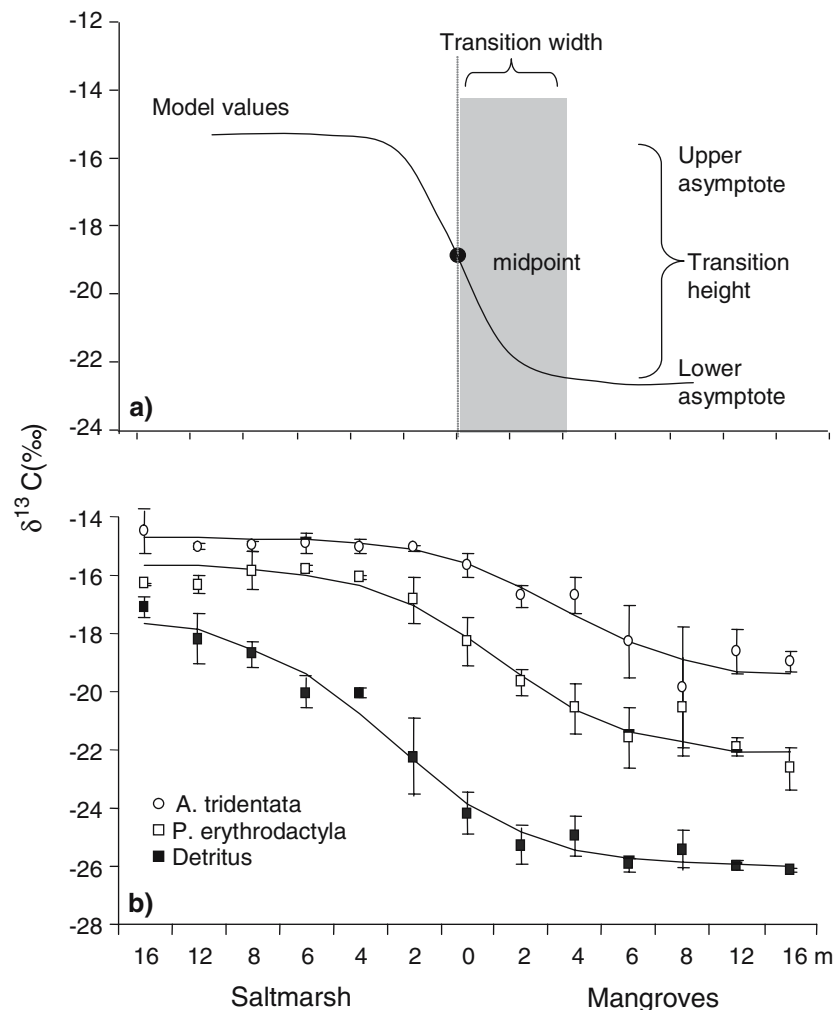 -12
Transition width
-14
Model values
Upper
asymptote
-16
-18
midpoint
Transition
height
-20
-22
Lower
asymptote
a)
-24
δ¹³C(‰)
-14
-16
-18
-20
-22
-24
-26
-28
A. tridentata
P. erythrodactyla
Detritus
b)
16 12 8 6 4 2 0 2 4 6 8 12 16 m
Saltmarsh Mangroves